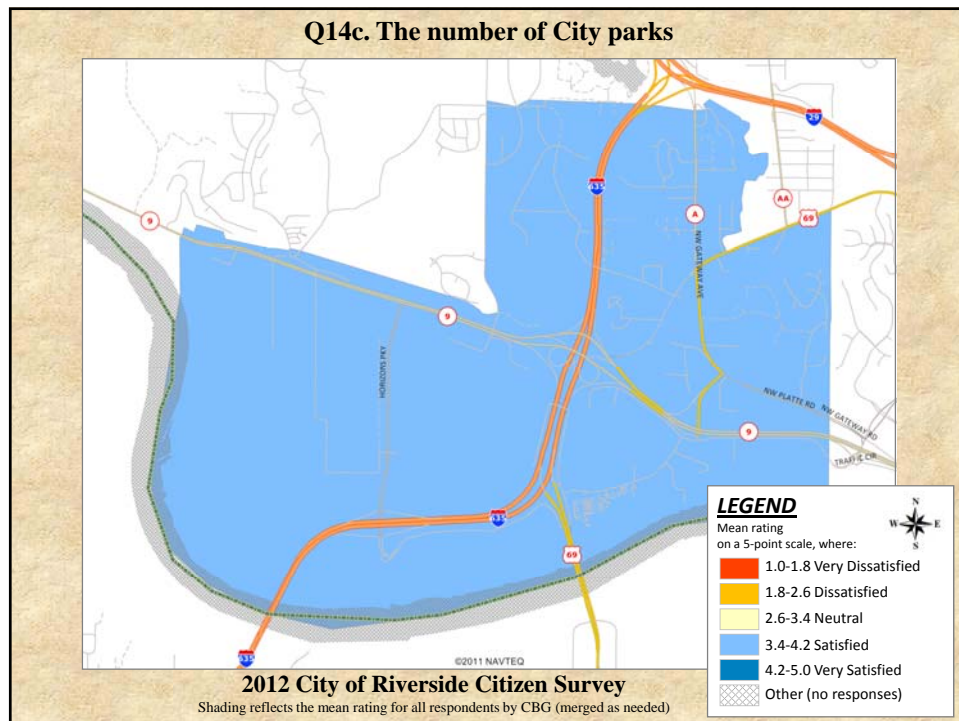 Q14c. The number of City parks
29
635
9
A
AA
69
NW GATEWAY AVE
9
HORIZONS PKY
NW PLATTE RD
NW GATEWAY RD
9
TRAFFIC CIR
635
69
635
©2011 NAVTEQ
LEGEND
Mean rating
on a 5-point scale, where:
N
W E
S
1.0-1.8 Very Dissatisfied
1.8-2.6 Dissatisfied
2.6-3.4 Neutral
3.4-4.2 Satisfied
4.2-5.0 Very Satisfied
Other (no responses)
2012 City of Riverside Citizen Survey
Shading reflects the mean rating for all respondents by CBG (merged as needed)